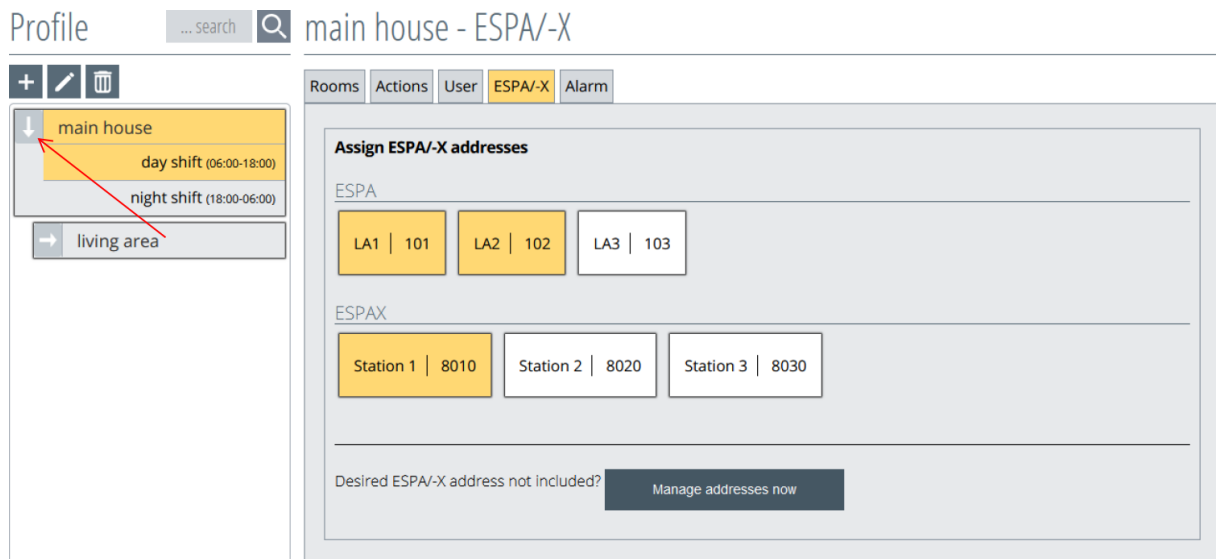 Profile
... search
main house - ESPA/-X
Rooms Actions User ESPA/-X Alarm
main house
day shift (06:00-18:00)
night shift (18:00-06:00)
living area
Assign ESPA/-X addresses
ESPA
LA1 | 101 LA2 | 102 LA3 | 103
ESPAX
Station 1 | 8010 Station 2 | 8020 Station 3 | 8030
Desired ESPA/-X address not included? Manage addresses now